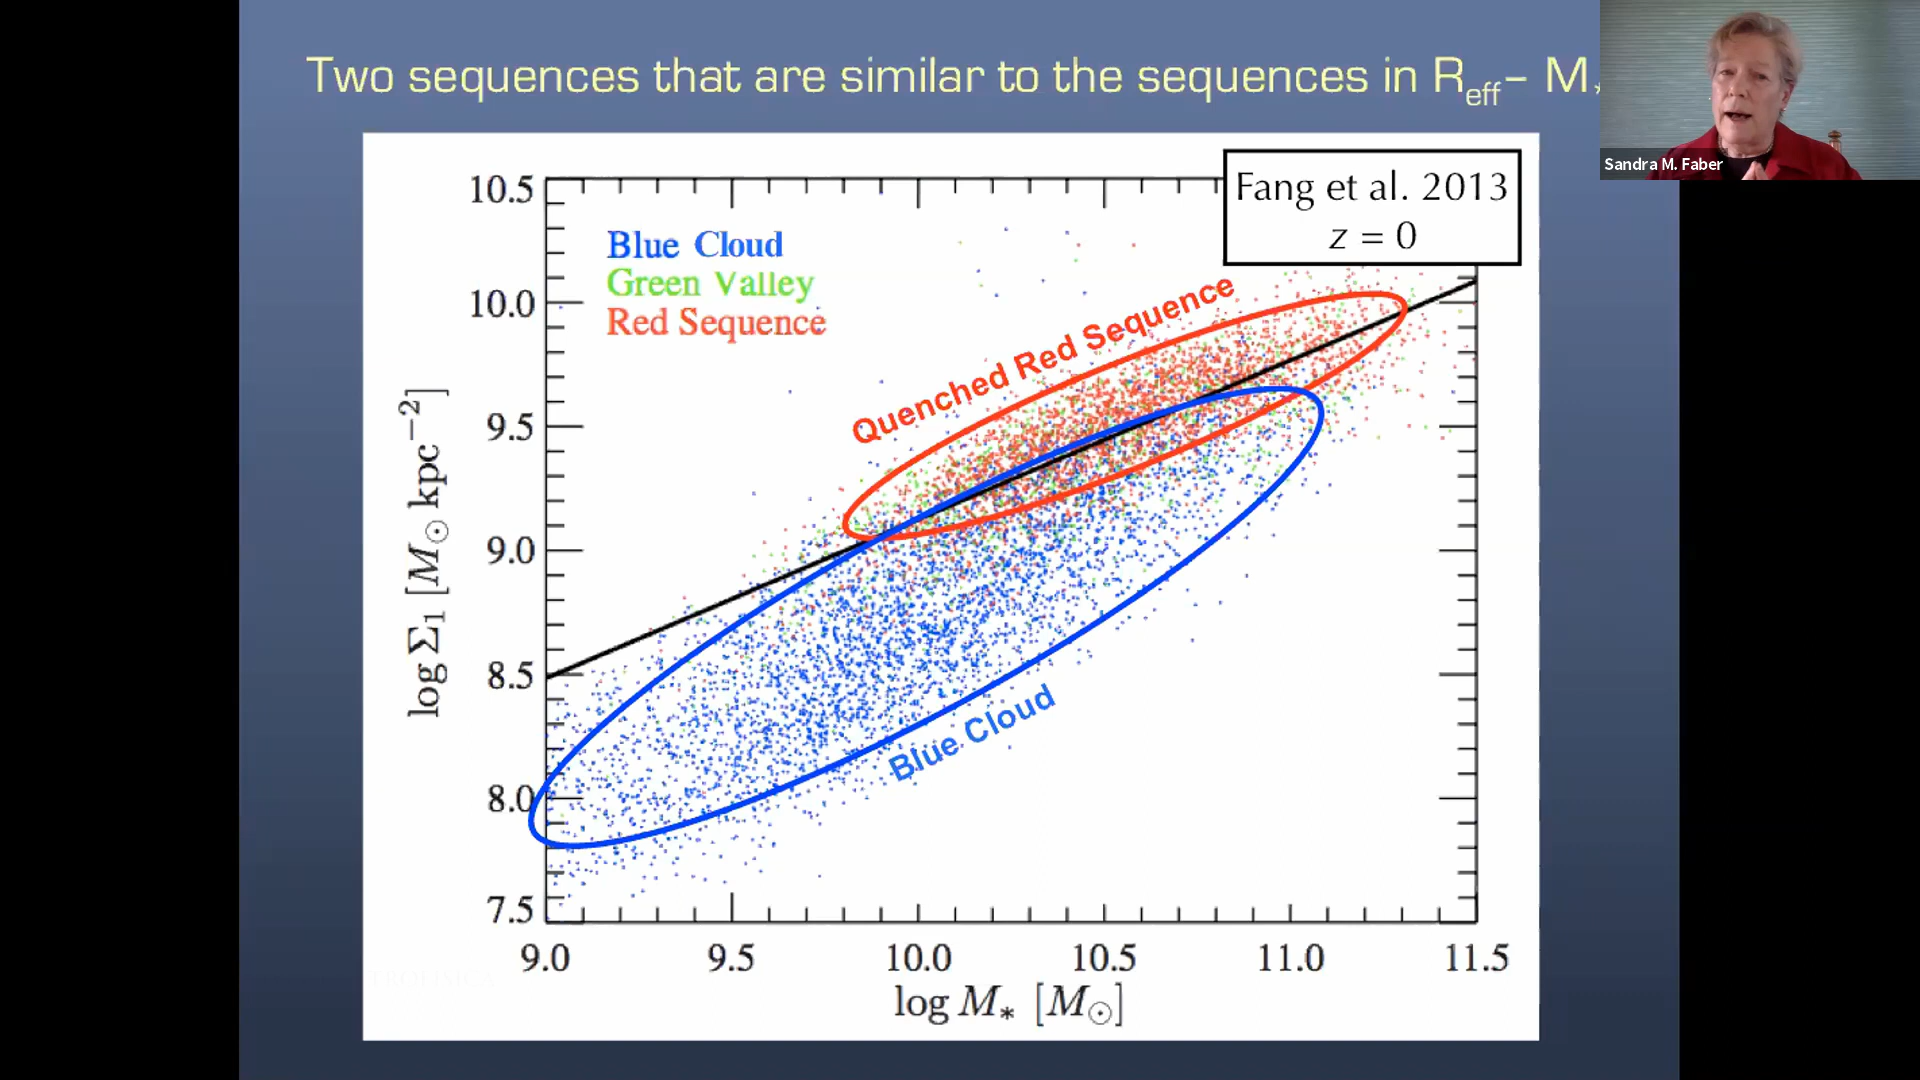 Two sequences that are similar to the sequences in R_eff – M*
Sandra M. Faber
Fang et al. 2013
z = 0
Blue Cloud
Green Valley
Red Sequence
Quenched Red Sequence
Blue Cloud
10.5
10.0
9.5
9.0
8.5
8.0
7.5
log Σ₁ [M⊙ kpc⁻²]
9.0 9.5 10.0 10.5 11.0 11.5
log M* [M⊙]